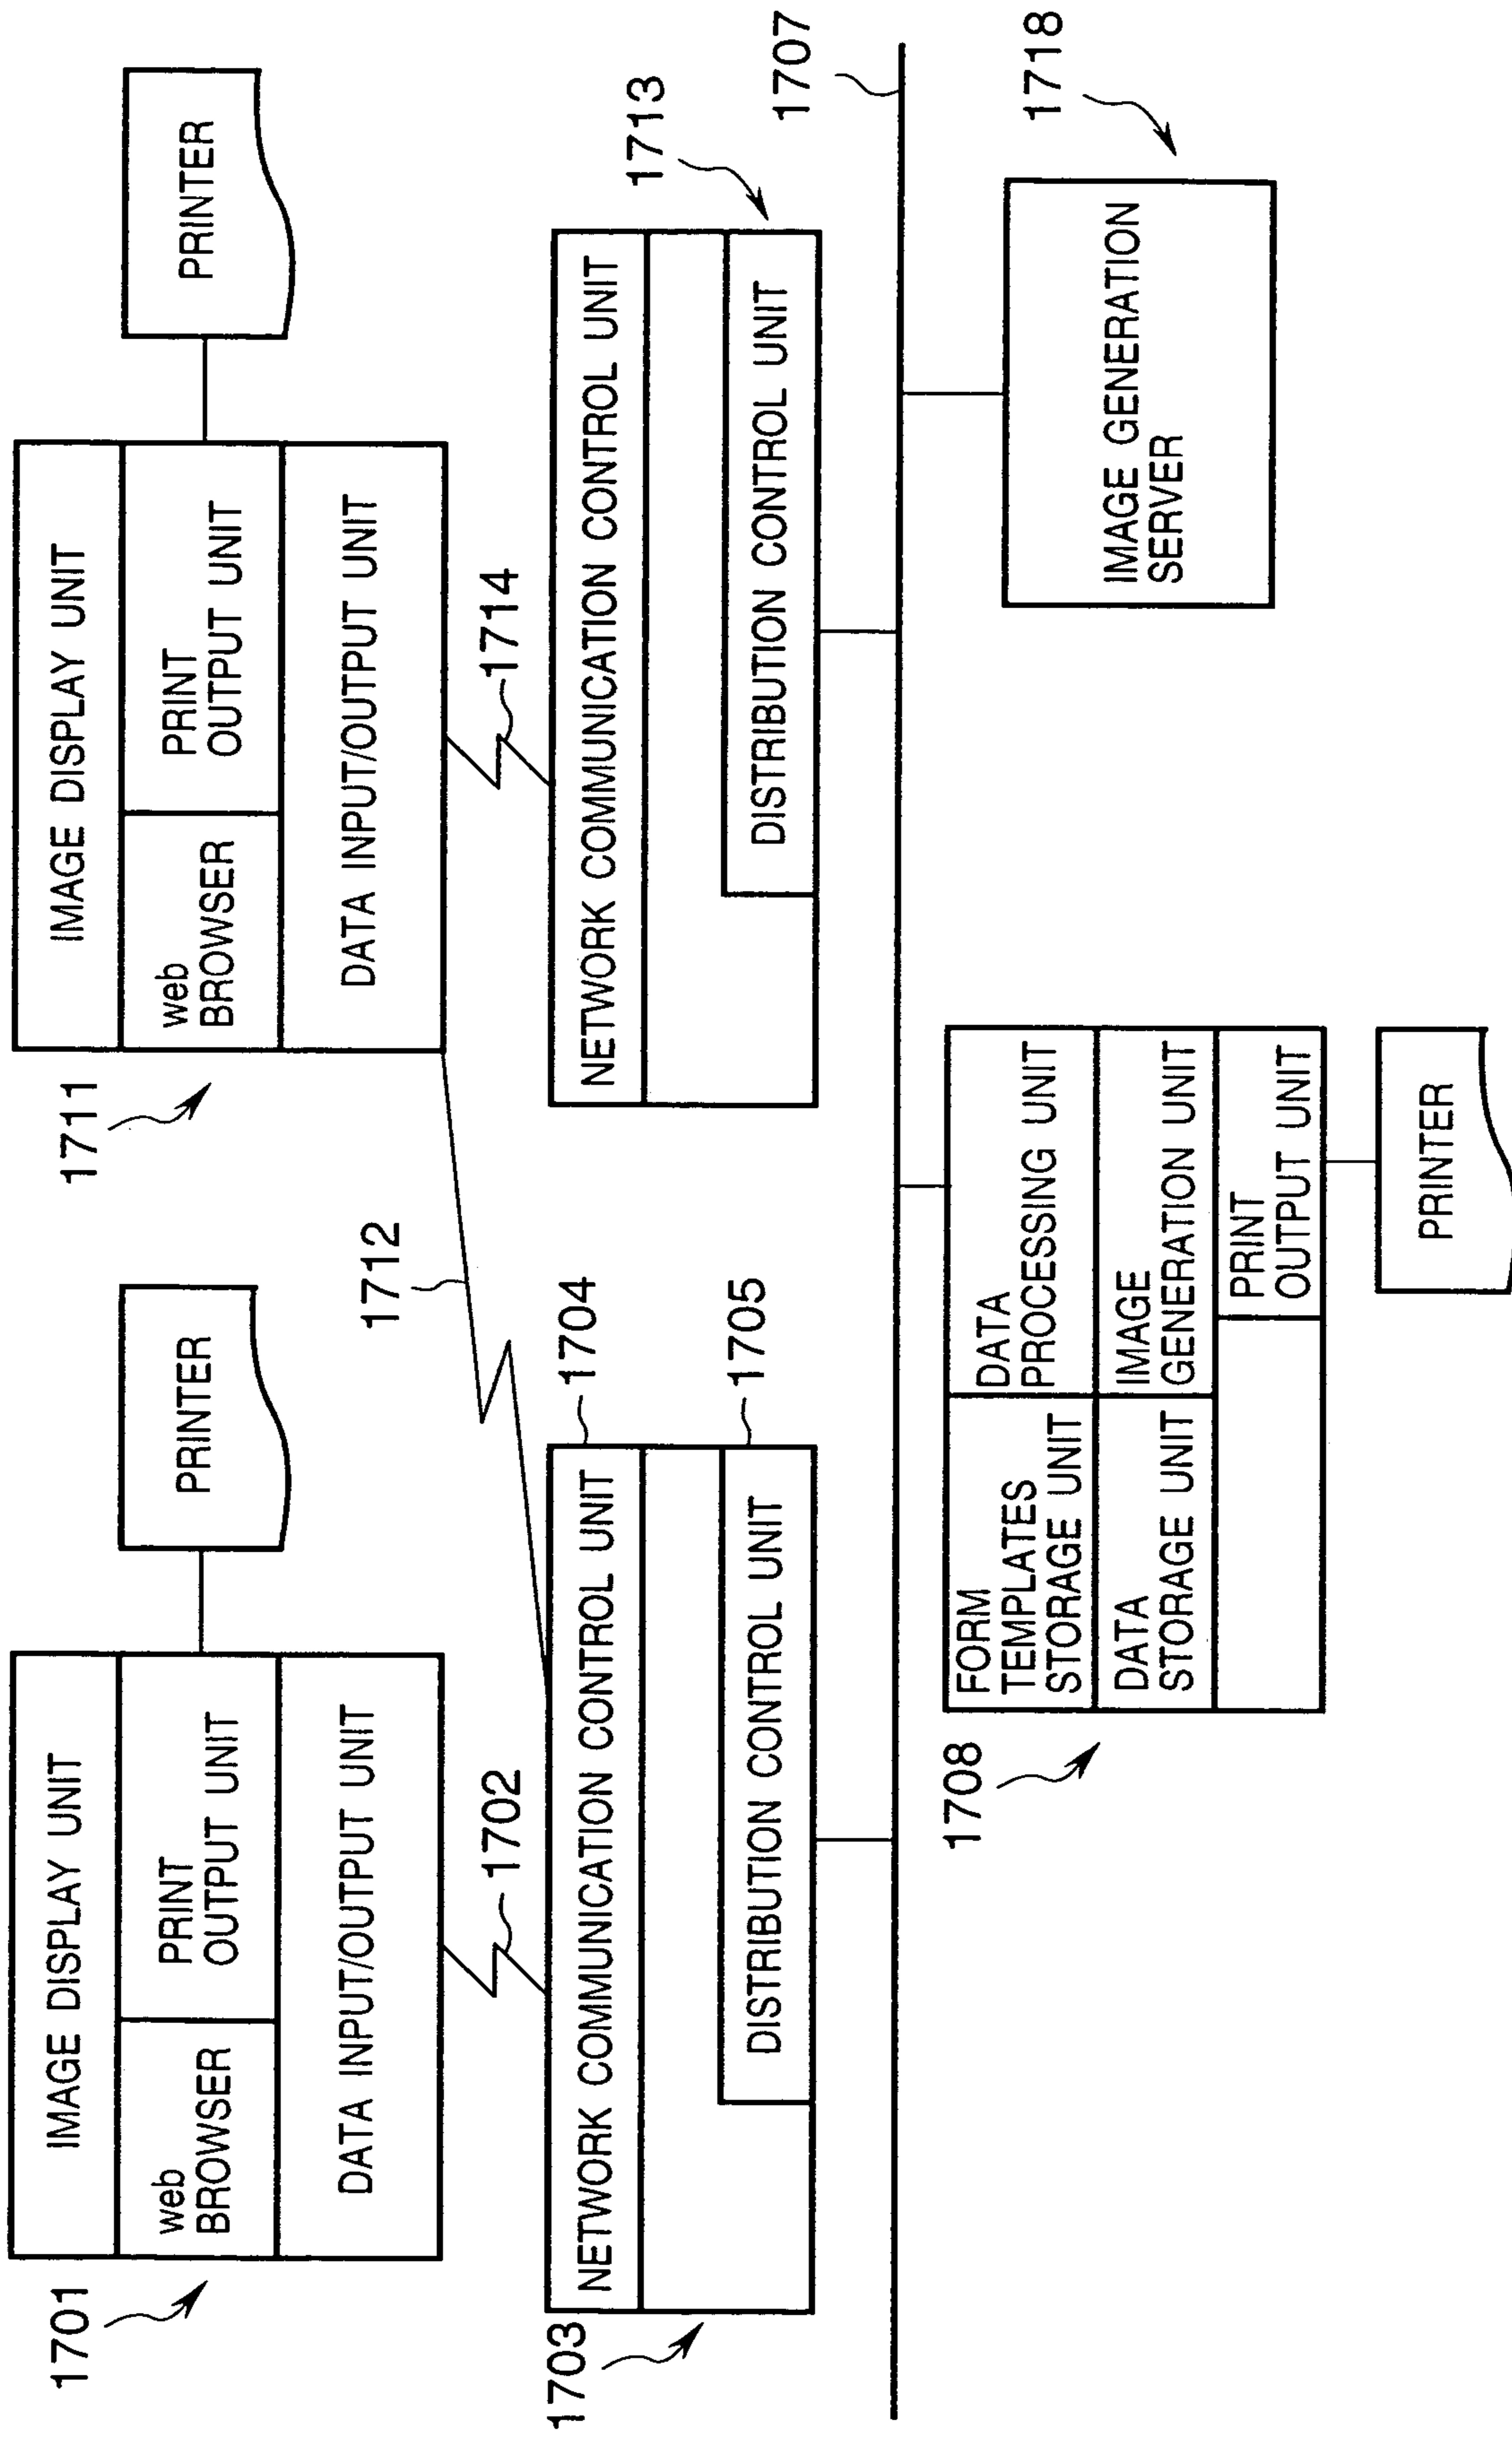 1701
IMAGE DISPLAY UNIT
web
BROWSER
PRINT
OUTPUT UNIT
DATA INPUT/OUTPUT UNIT
PRINTER
1711
IMAGE DISPLAY UNIT
web
BROWSER
PRINT
OUTPUT UNIT
DATA INPUT/OUTPUT UNIT
PRINTER
1702
1712
1714
1703
NETWORK COMMUNICATION CONTROL UNIT
1704
DISTRIBUTION CONTROL UNIT
1705
NETWORK COMMUNICATION CONTROL UNIT
DISTRIBUTION CONTROL UNIT
1713
1707
1708
FORM
TEMPLATES
STORAGE UNIT
DATA
PROCESSING UNIT
DATA
STORAGE UNIT
IMAGE
GENERATION UNIT
PRINT
OUTPUT UNIT
PRINTER
IMAGE GENERATION
SERVER
1718